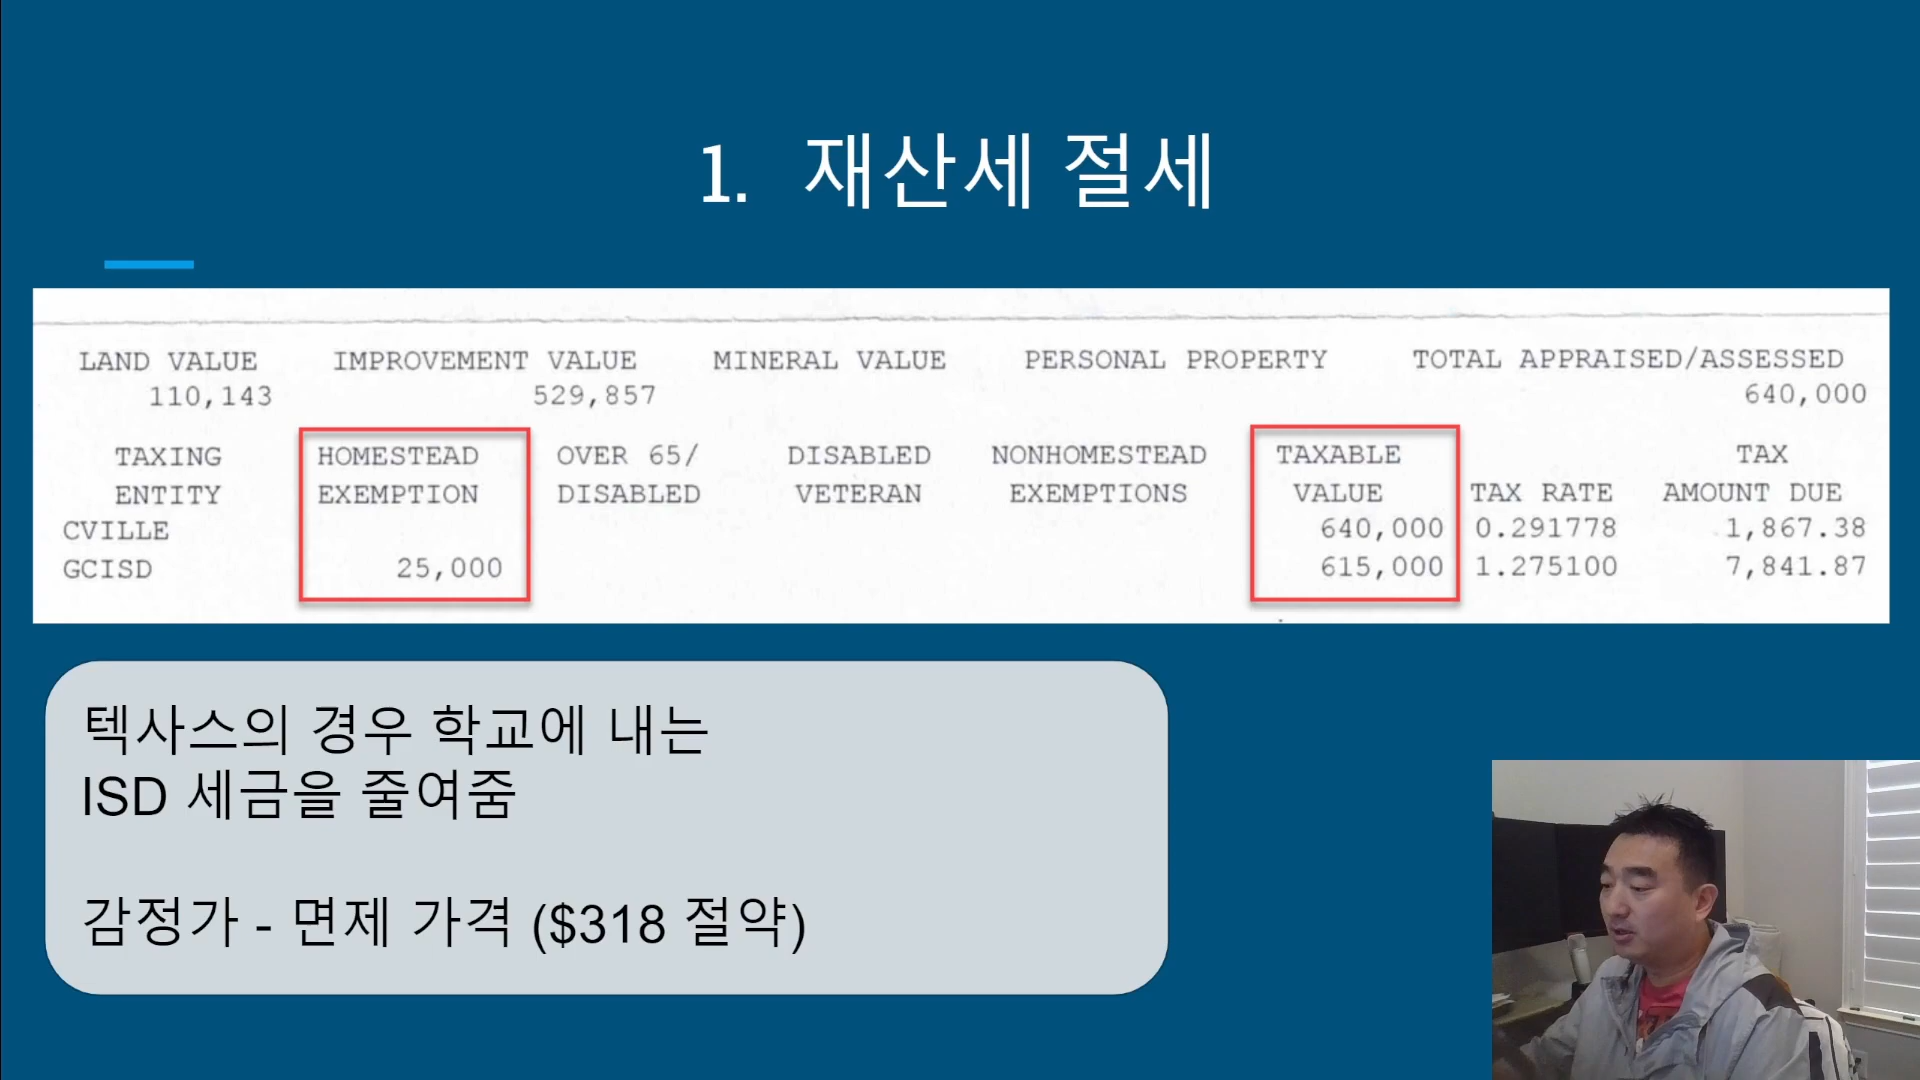 1. 재산세 절세
LAND VALUE IMPROVEMENT VALUE MINERAL VALUE PERSONAL PROPERTY TOTAL APPRAISED/ASSESSED
110,143 529,857 640,000
TAXING HOMESTEAD OVER 65/ DISABLED NONHOMESTEAD TAXABLE TAX
ENTITY EXEMPTION DISABLED VETERAN EXEMPTIONS VALUE TAX RATE AMOUNT DUE
CVILLE 640,000 0.291778 1,867.38
GCISD 25,000 615,000 1.275100 7,841.87
텍사스의 경우 학교에 내는
ISD 세금을 줄여줌
감정가 - 면제 가격 ($318 절약)